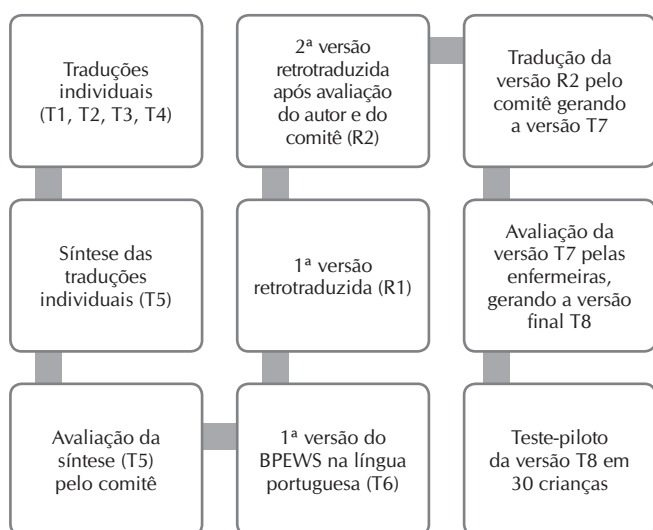 Traduções
individuais
(T1, T2, T3, T4)
Síntese das
traduções
individuais (T5)
Avaliação da
síntese (T5)
pelo comitê
1ª versão do
BPEWS na língua
portuguesa (T6)
1ª versão
retrotraduzida (R1)
2ª versão
retrotraduzida
após avaliação
do autor e do
comitê (R2)
Tradução da
versão R2 pelo
comitê gerando
a versão T7
Avaliação da
versão T7 pelas
enfermeiras,
gerando a versão
final T8
Teste-piloto
da versão T8 em
30 crianças